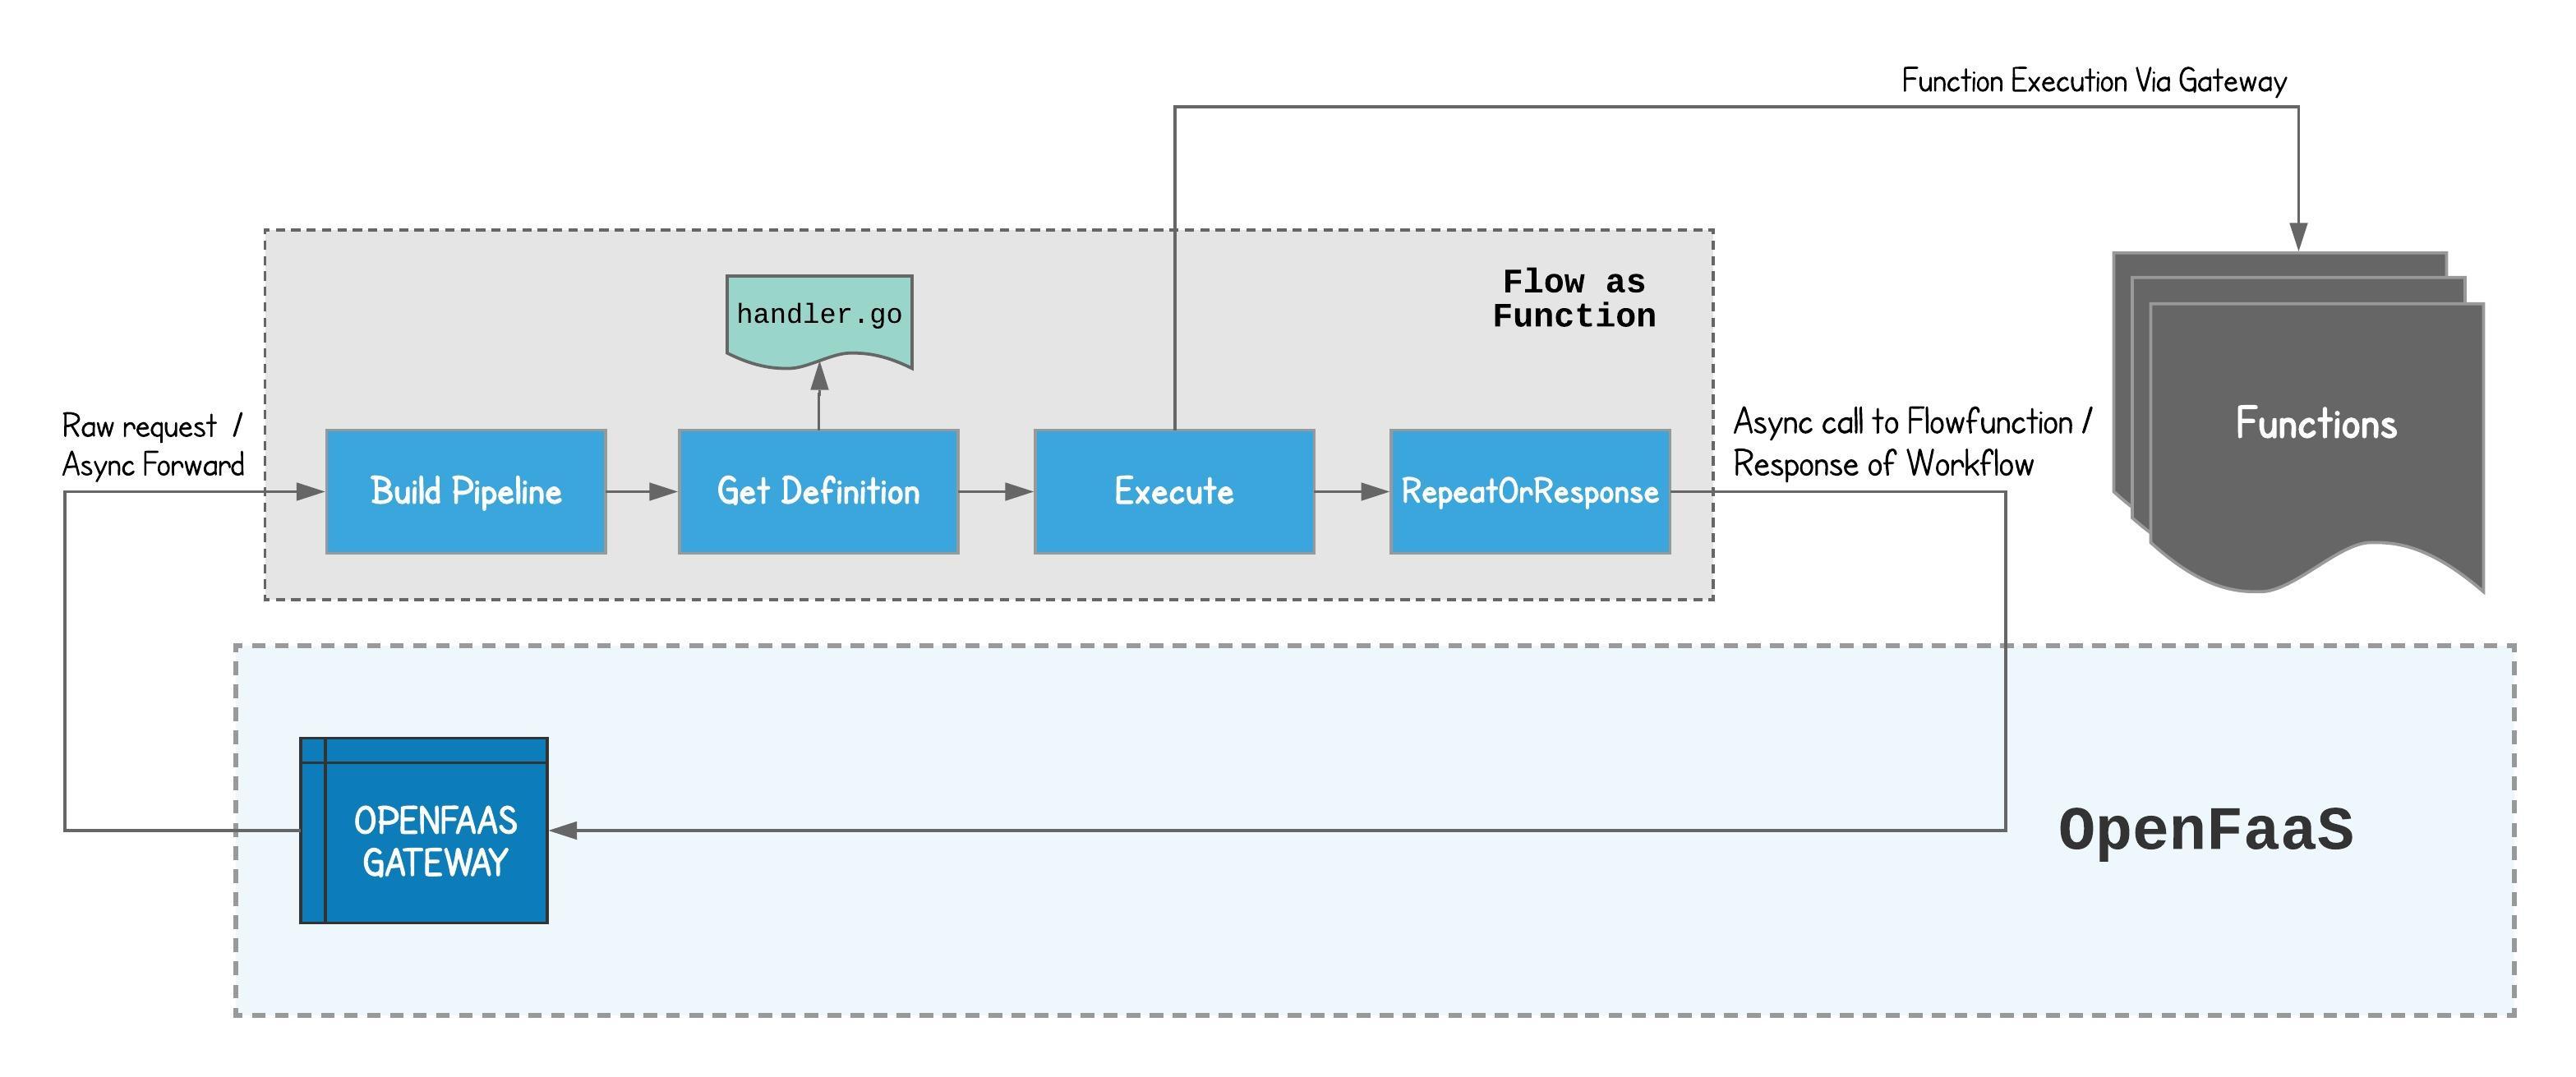 Function Execution Via Gateway
Flow as
Function
handler.go
Raw request /
Async Forward
Build Pipeline
Get Definition
Execute
RepeatOrResponse
Async call to Flowfunction /
Response of Workflow
Functions
OPENFAAS
GATEWAY
OpenFaaS